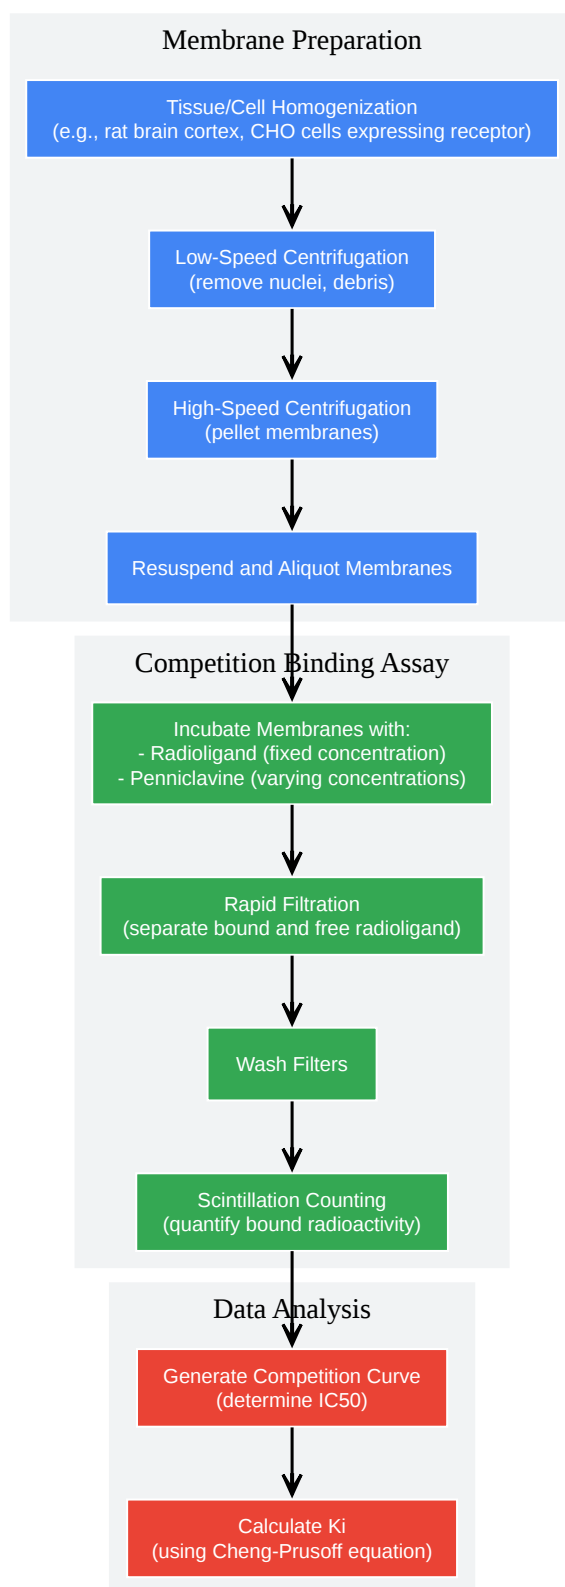 Membrane Preparation
Tissue/Cell Homogenization
(e.g., rat brain cortex, CHO cells expressing receptor)
Low-Speed Centrifugation
(remove nuclei, debris)
High-Speed Centrifugation
(pellet membranes)
Resuspend and Aliquot Membranes
Competition Binding Assay
Incubate Membranes with:
- Radioligand (fixed concentration)
- Penniclavine (varying concentrations)
Rapid Filtration
(separate bound and free radioligand)
Wash Filters
Scintillation Counting
(quantify bound radioactivity)
Data Analysis
Generate Competition Curve
(determine IC50)
Calculate Ki
(using Cheng-Prusoff equation)